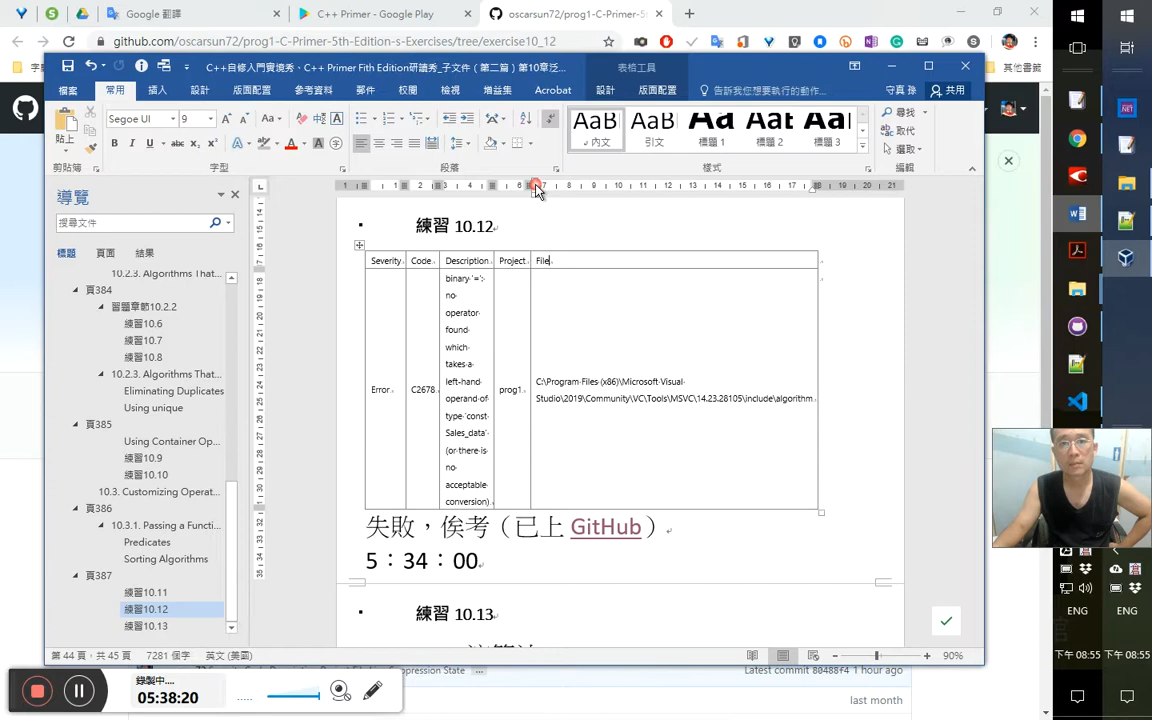 Google 翻譯
C++ Primer - Google Play
oscarsun72/prog1-C-Primer-5th
github.com/oscarsun72/prog1-C-Primer-5th-Edition-s-Exercises/tree/exercise10_12
其他書籤
C++自修入門實境秀、C++ Primer Fith Edition研讀秀_子文件（第二篇）第10章泛...
表格工具
檔案 常用 插入 設計 版面配置 參考資料 郵件 校閱 檢視 增益集 Acrobat 設計 版面配置 告訴我您想要執行的動作... 守真 孫 共用
貼上
Segoe UI 9
AaB AaB AaB AaB AaB
內文 引文 標題 1 標題 2 標題 3
尋找
取代
選取
剪貼簿 字型 段落 樣式 編輯
導覽
搜尋文件
標題 頁面 結果
10.2.3. Algorithms That...
頁384
習題章節10.2.2
練習10.6
練習10.7
練習10.8
10.2.3. Algorithms That...
Eliminating Duplicates
Using unique
頁385
Using Container Op...
練習10.9
練習10.10
10.3. Customizing Operat...
頁386
10.3.1. Passing a Functi...
Predicates
Sorting Algorithms
頁387
練習10.11
練習10.12
練習10.13
練習 10.12
Severity Code Description Project File
Error C2678 binary '=':
no
operator
found
which
takes a
left-hand
operand of
type 'const
Sales_data'
(or there is
no
acceptable
conversion)
prog1
C:\Program Files (x86)\Microsoft Visual
Studio\2019\Community\VC\Tools\MSVC\14.23.28105\include\algorithm
失敗，俟考（已上 GitHub）
5：34：00
練習 10.13
第 44 頁，共 45 頁 7281 個字 英文 (美國) 90%
錄製中...
05:38:20
pression State
Latest commit 80488f4 1 hour ago
last month
ENG ENG
下午 08:55 下午 08:55